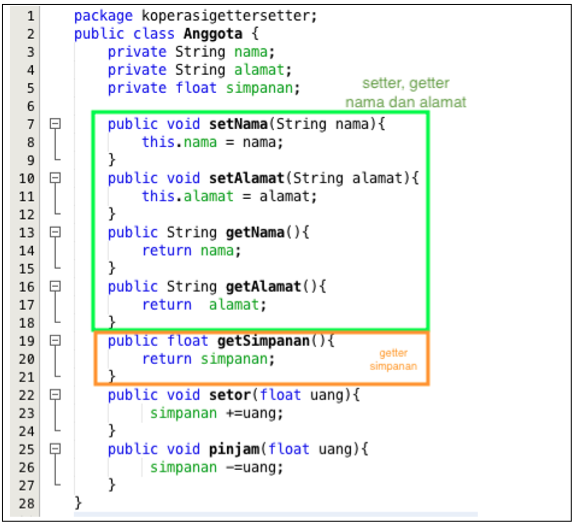 1 package koperasigettersetter;
2 public class Anggota {
3 private String nama;
4 private String alamat;
5 private float simpanan;
setter, getter
nama dan alamat
6
7 public void setNama(String nama){
8 this.nama = nama;
9 }
10 public void setAlamat(String alamat){
11 this.alamat = alamat;
12 }
13 public String getNama(){
14 return nama;
15 }
16 public String getAlamat(){
17 return  alamat;
18 }
19 public float getSimpanan(){
20 return simpanan;
21 }
getter
simpanan
22 public void setor(float uang){
23 simpanan +=uang;
24 }
25 public void pinjam(float uang){
26 simpanan -=uang;
27 }
28 }